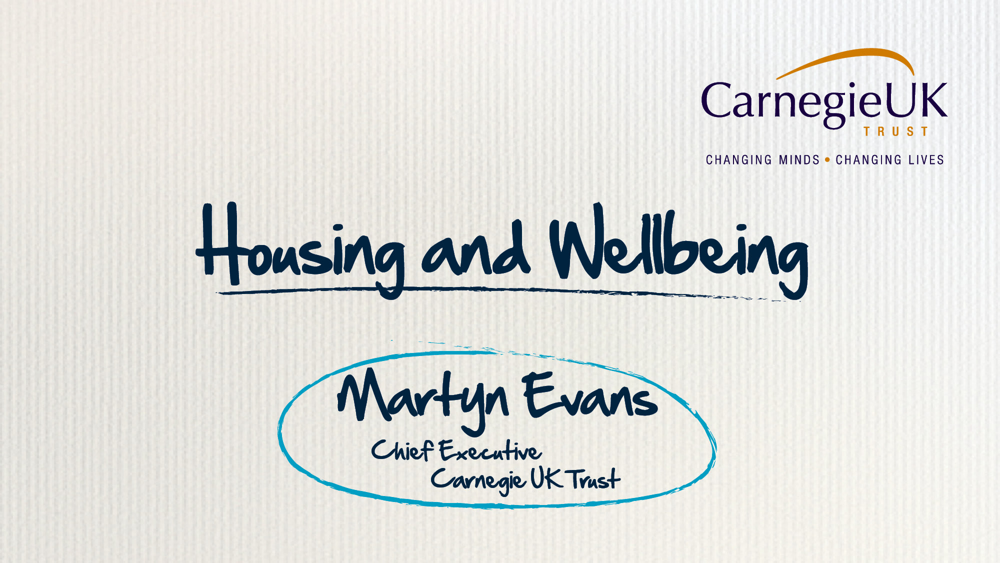 CarnegieUK
TRUST
CHANGING MINDS • CHANGING LIVES
Housing and Wellbeing
Martyn Evans
Chief Executive
Carnegie UK Trust